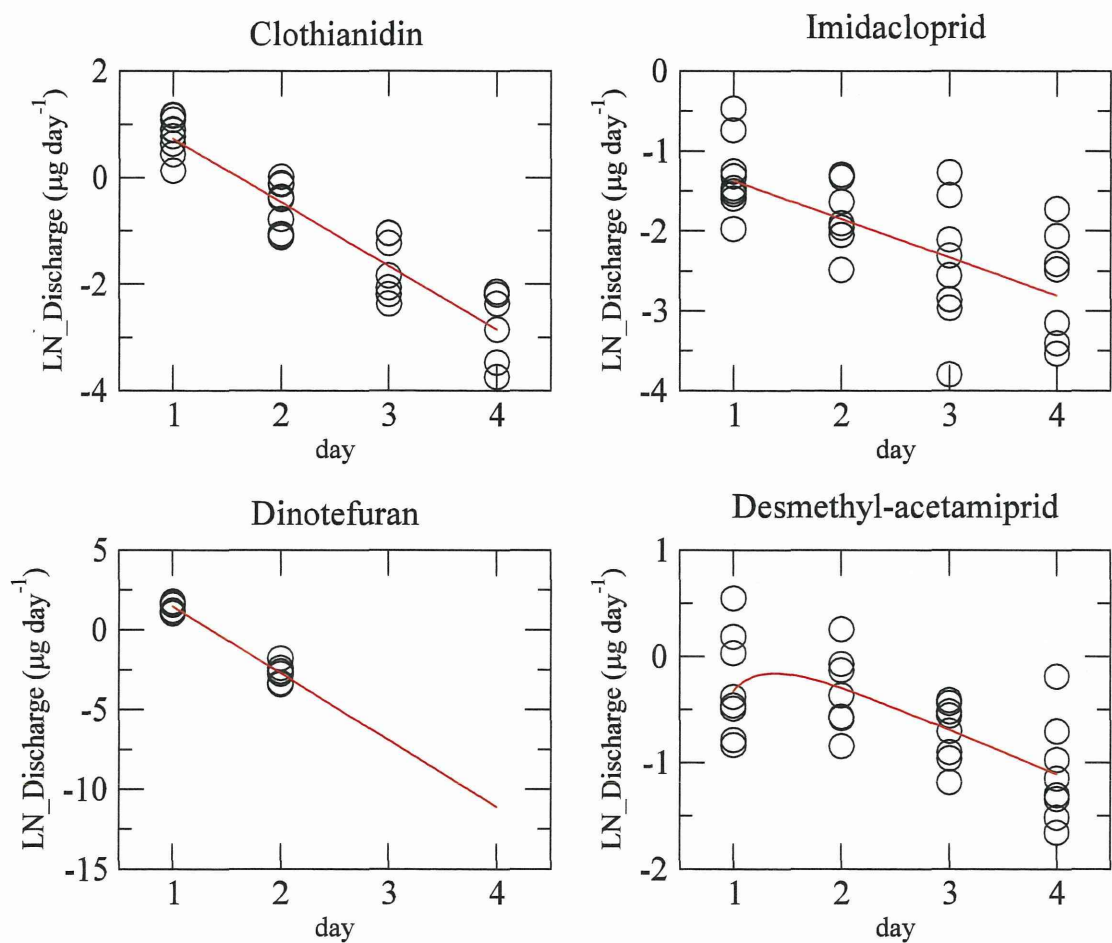 Clothianidin
LN_Discharge (µg day-1)
2
0
-2
-4
1 2 3 4
day
Imidacloprid
LN_Discharge (µg day-1)
0
-1
-2
-3
-4
1 2 3 4
day
Dinotefuran
LN_Discharge (µg day-1)
5
0
-5
-10
-15
1 2 3 4
day
Desmethyl-acetamiprid
LN_Discharge (µg day-1)
1
0
-1
-2
1 2 3 4
day